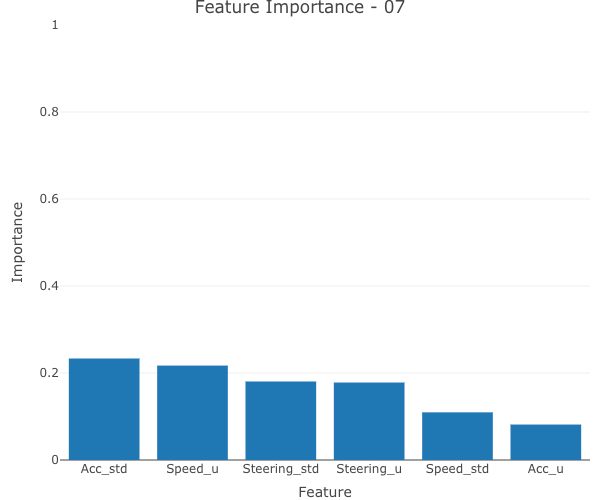 Feature Importance - 07
1
0.8
0.6
0.4
0.2
0
Importance
Acc_std Speed_u Steering_std Steering_u Speed_std Acc_u
Feature